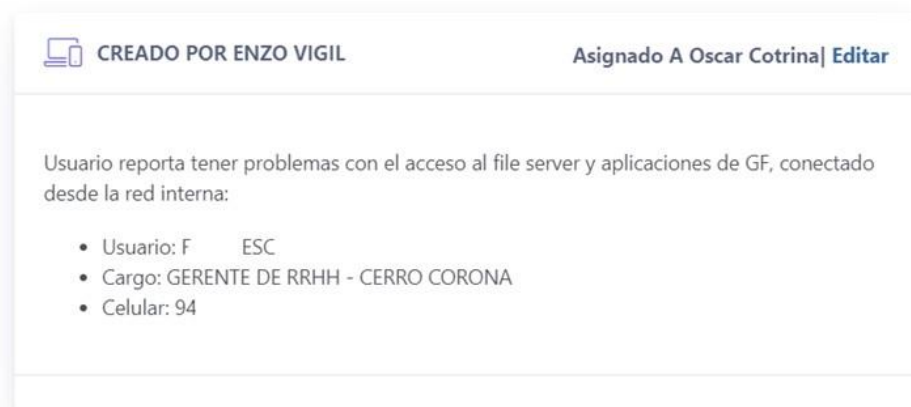 CREADO POR ENZO VIGIL
Asignado A Oscar Cotrina| Editar
Usuario reporta tener problemas con el acceso al file server y aplicaciones de GF, conectado
desde la red interna:
• Usuario: F ESC
• Cargo: GERENTE DE RRHH - CERRO CORONA
• Celular: 94